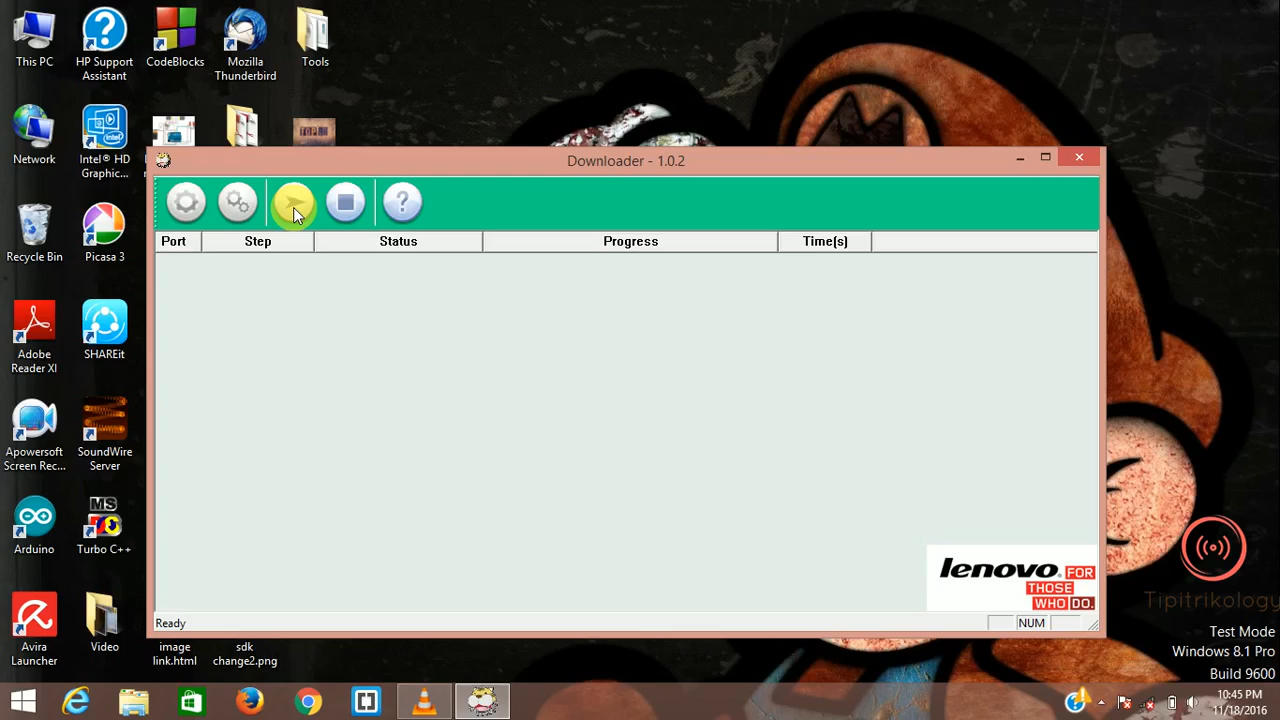 This PC
HP Support
Assistant
CodeBlocks
Mozilla
Thunderbird
Tools
Network
Intel® HD
Graphic...
TOP
Downloader - 1.0.2
?
Port
Step
Status
Progress
Time[s]
Recycle Bin
Picasa 3
Adobe
Reader XI
SHAREit
Apowersoft
Screen Rec...
SoundWire
Server
Arduino
MS
Turbo C++
lenovo FOR
THOSE
WHO DO.
Ready
NUM
Avira
Launcher
Video
image
link.html
sdk
change2.png
Tipitrikology
Test Mode
Windows 8.1 Pro
Build 9600
10:45 PM
11/18/2016